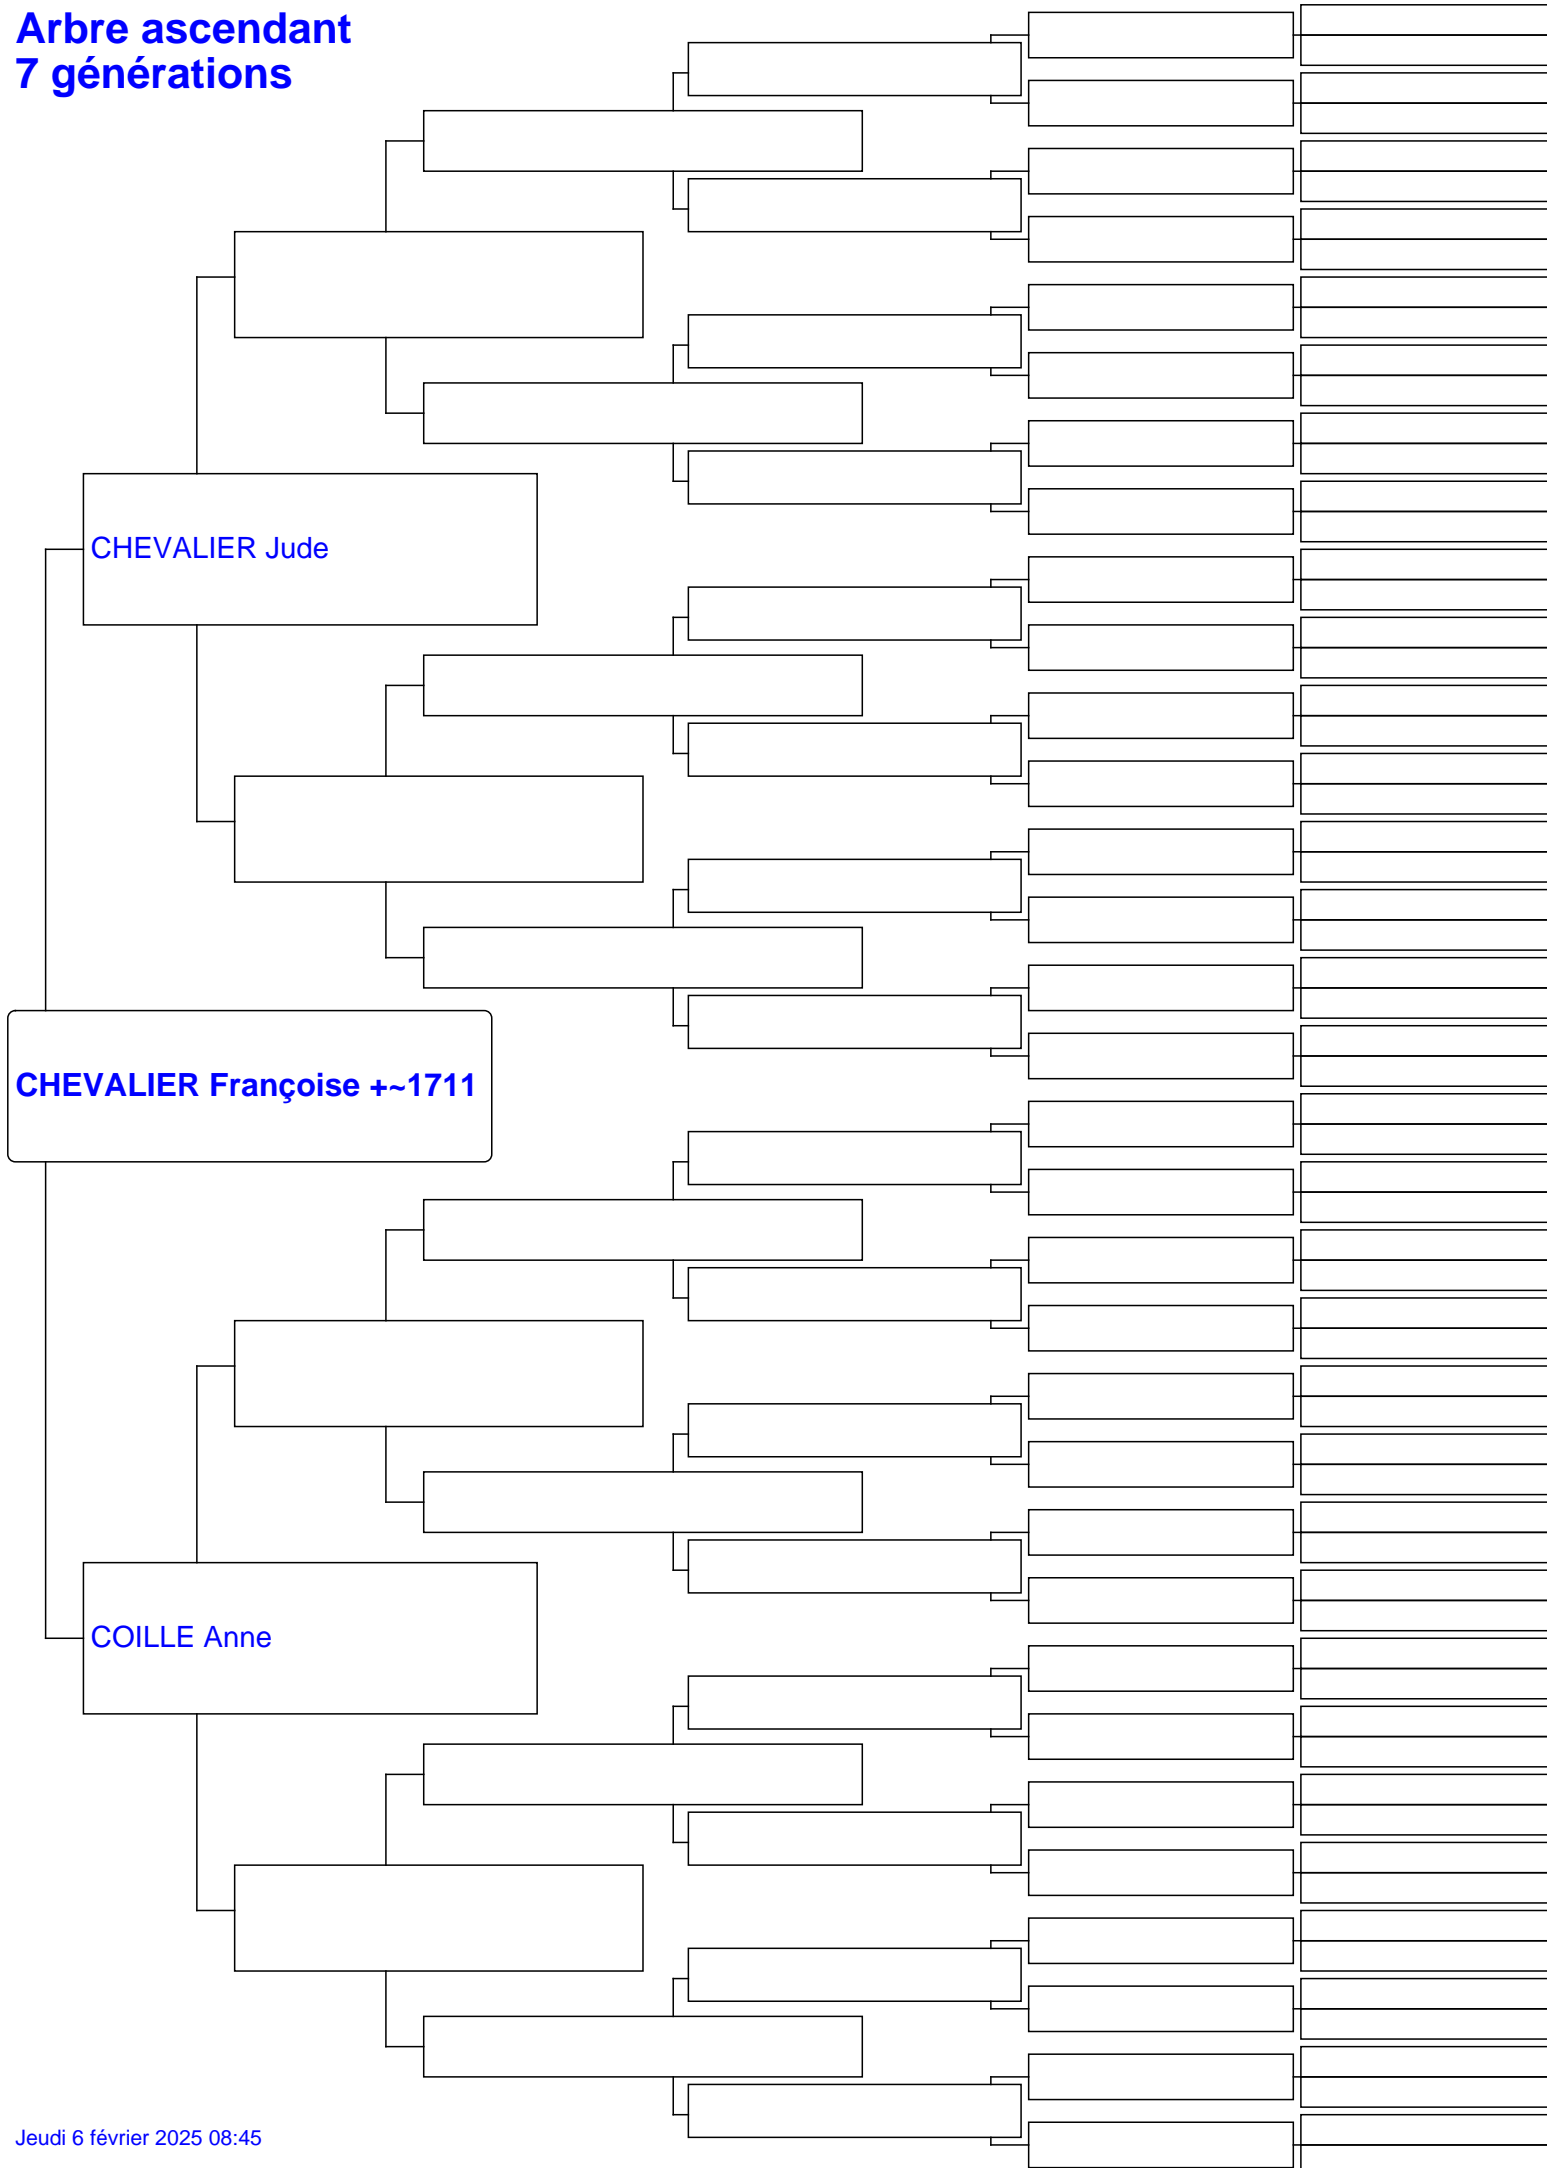 Arbre ascendant
7 générations
CHEVALIER Jude
CHEVALIER Françoise +~1711
COILLE Anne
Jeudi 6 février 2025 08:45